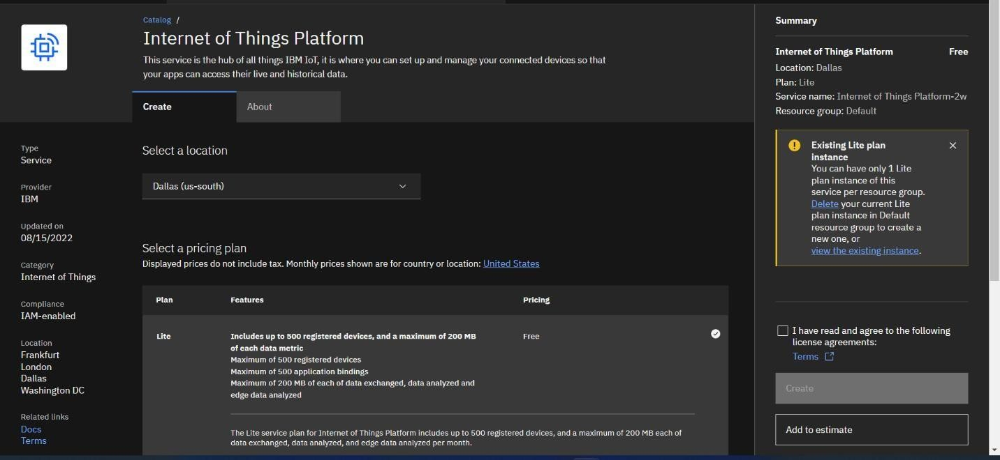 Catalog /
Internet of Things Platform
This service is the hub of all things IBM IoT, it is where you can set up and manage your connected devices so that
your apps can access their live and historical data.
Create
About
Type
Service
Provider
IBM
Updated on
08/15/2022
Category
Internet of Things
Compliance
IAM-enabled
Location
Frankfurt
London
Dallas
Washington DC
Related links
Docs
Terms
Select a location
Dallas (us-south)
Select a pricing plan
Displayed prices do not include tax. Monthly prices shown are for country or location: United States
Plan Features Pricing
Lite
Includes up to 500 registered devices, and a maximum of 200 MB
of each data metric
Maximum of 500 registered devices
Maximum of 500 application bindings
Maximum of 200 MB of each of data exchanged, data analyzed and
edge data analyzed
Free
The Lite service plan for Internet of Things Platform includes up to 500 registered devices, and a maximum of 200 MB each of
data exchanged, data analyzed, and edge data analyzed per month.
Summary
Internet of Things Platform Free
Location: Dallas
Plan: Lite
Service name: Internet of Things Platform-2w
Resource group: Default
Existing Lite plan
instance
You can have only 1 Lite
plan instance of this
service per resource group.
Delete your current Lite
plan instance in Default
resource group to create a
new one, or
view the existing instance.
I have read and agree to the following
license agreements:
Terms
Create
Add to estimate